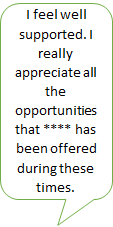 I feel well
supported. I
really
appreciate all
the
opportunities
that **** has
been offered
during these
times.